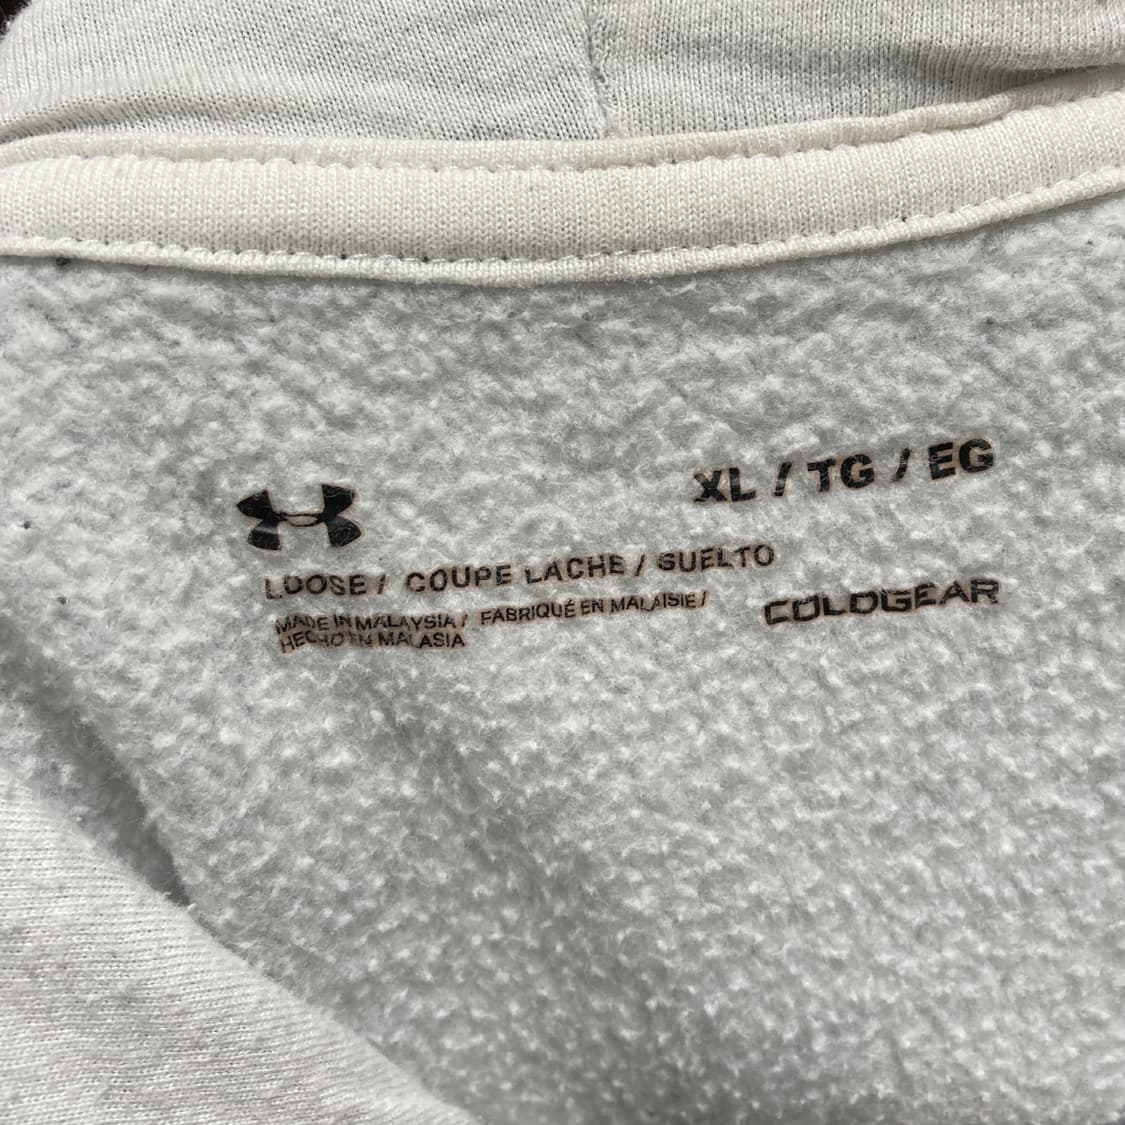 XL / TG / EG
LOOSE / COUPE LACHE / SUELTO
MADE IN MALAYSIA / FABRIQUÉ EN MALAISIE /
HECHO EN MALASIA
COLDGEAR